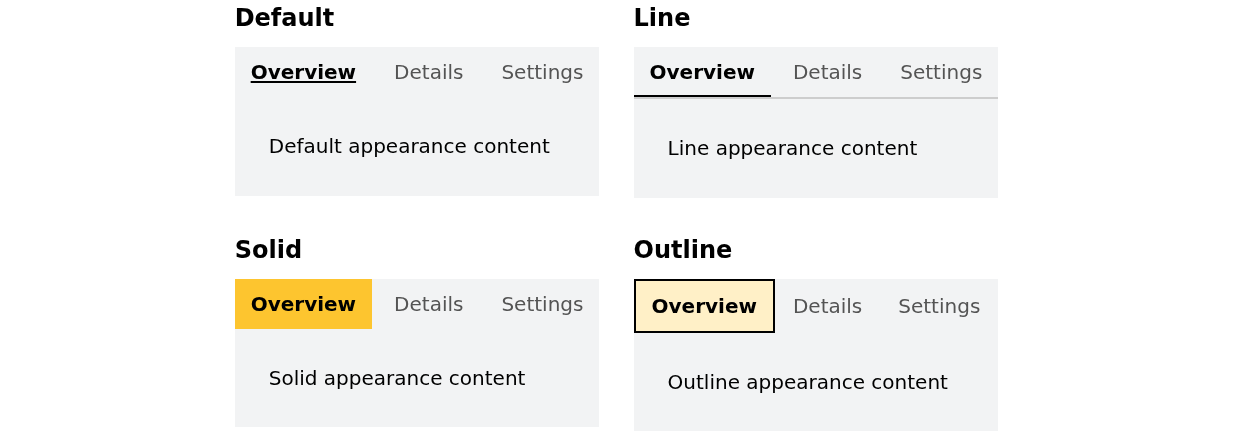 Default
Overview Details Settings
Default appearance content
Line
Overview Details Settings
Line appearance content
Solid
Overview Details Settings
Solid appearance content
Outline
Overview Details Settings
Outline appearance content